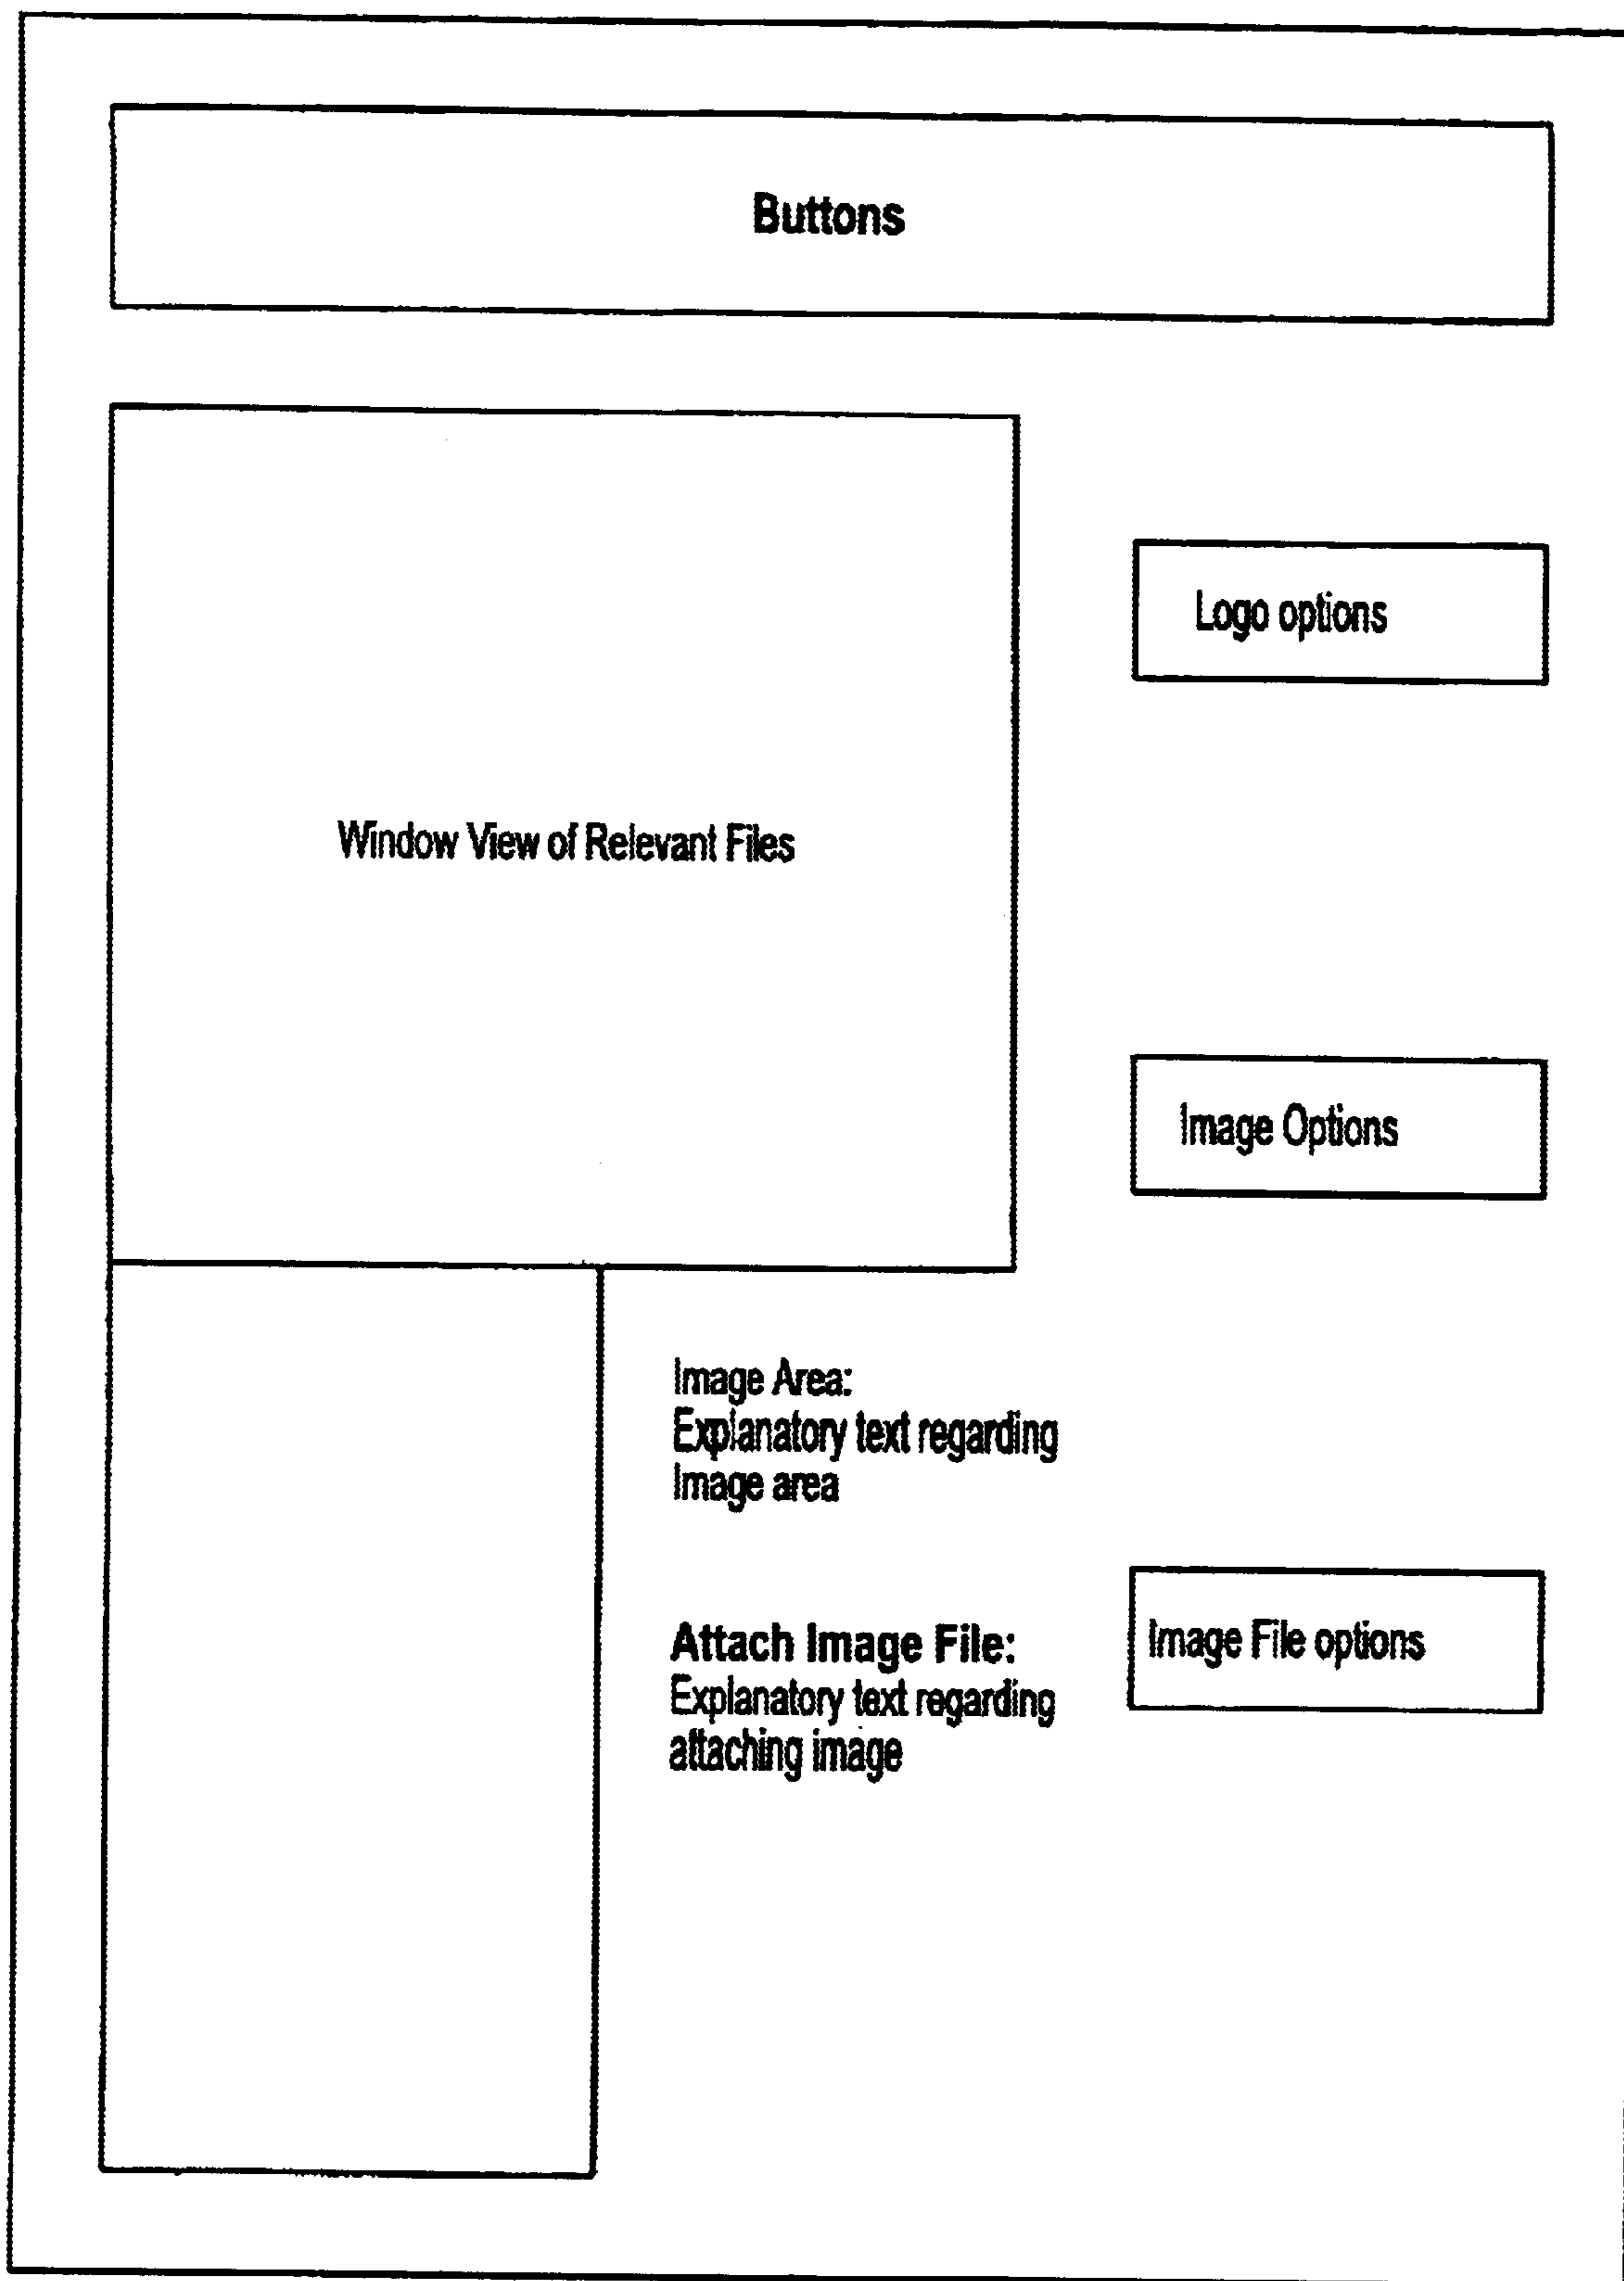 Buttons
Logo options
Window View of Relevant Files
Image Options
Image Area:
Explanatory text regarding
Image area
Attach Image File:
Explanatory text regarding
attaching image
Image File options